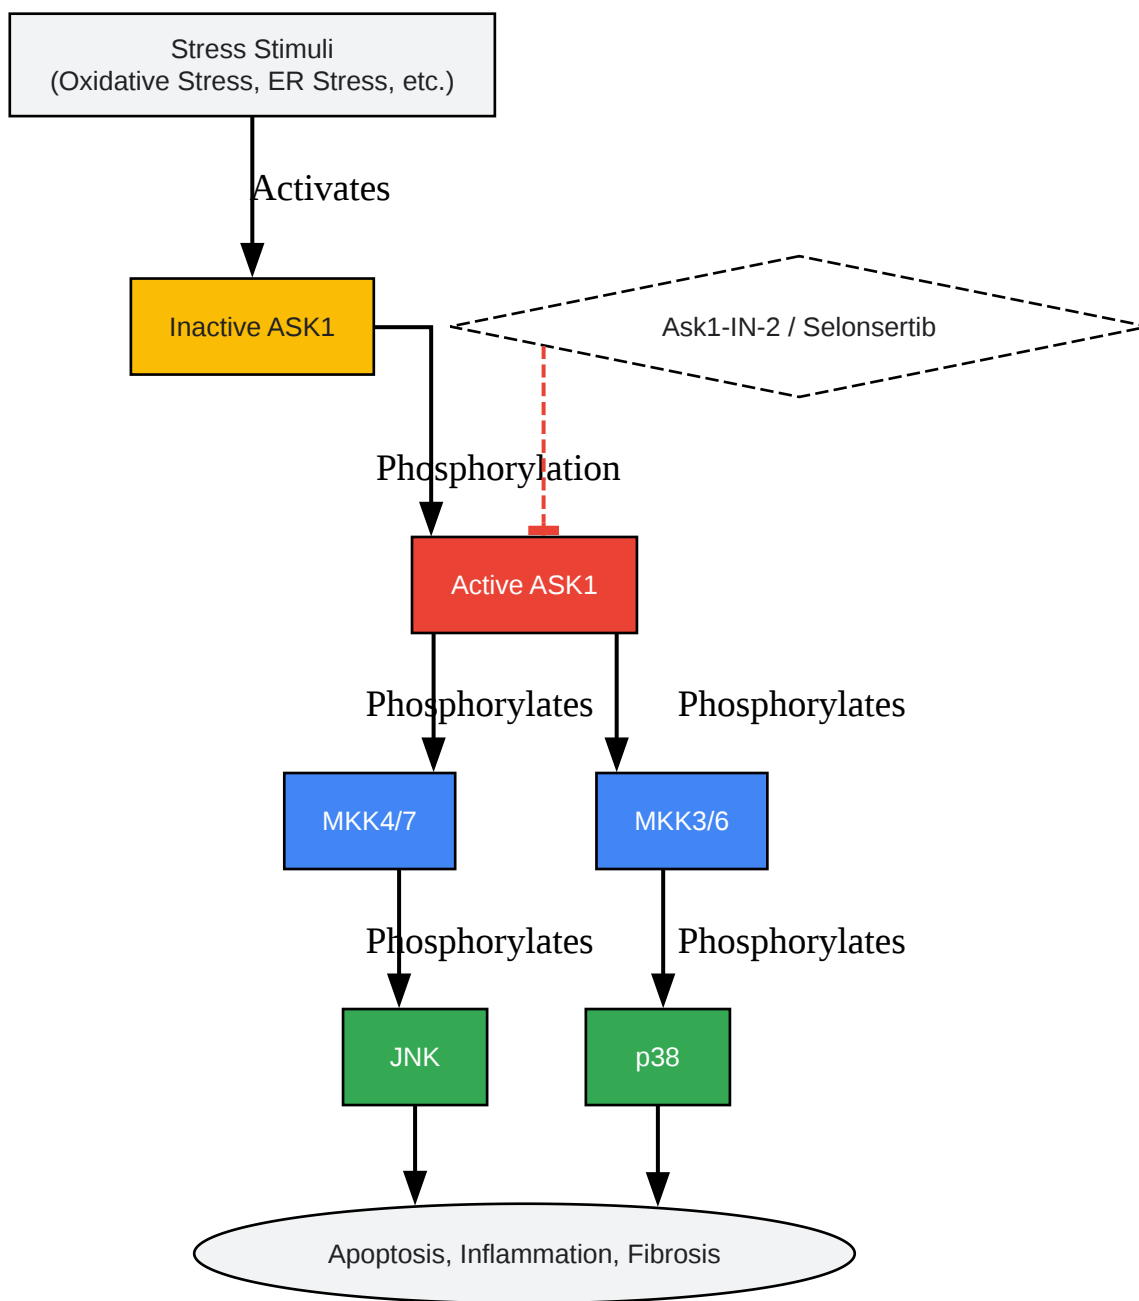 Stress Stimuli
(Oxidative Stress, ER Stress, etc.)
Activates
Inactive ASK1
Ask1-IN-2 / Selonsertib
Phosphorylation
Active ASK1
Phosphorylates
Phosphorylates
MKK4/7
MKK3/6
Phosphorylates
Phosphorylates
JNK
p38
Apoptosis, Inflammation, Fibrosis